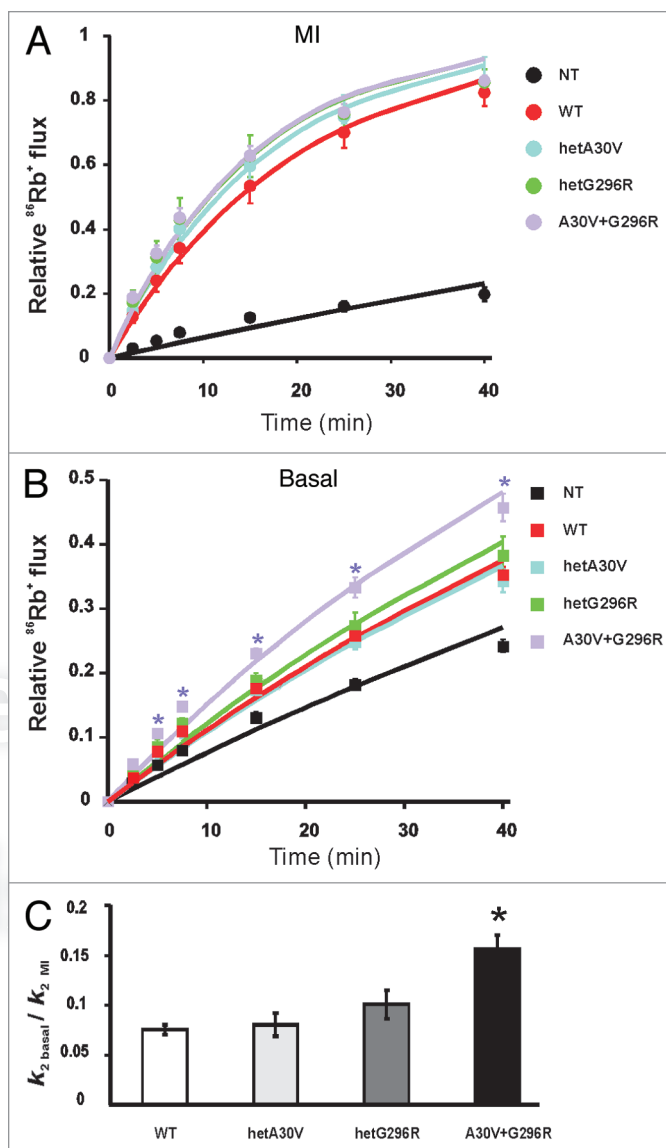 A
MI
Relative ⁸⁶Rb⁺ flux
1
0.8
0.6
0.4
0.2
0
0
10
20
30
40
Time (min)
NT
WT
hetA30V
hetG296R
A30V+G296R
B
Basal
Relative ⁸⁶Rb⁺ flux
0.5
0.4
0.3
0.2
0.1
0
*
*
*
*
*
0
10
20
30
40
Time (min)
NT
WT
hetA30V
hetG296R
A30V+G296R
C
k₂ basal / k₂ MI
0.2
0.15
0.1
0.05
0
*
WT
hetA30V
hetG296R
A30V+G296R